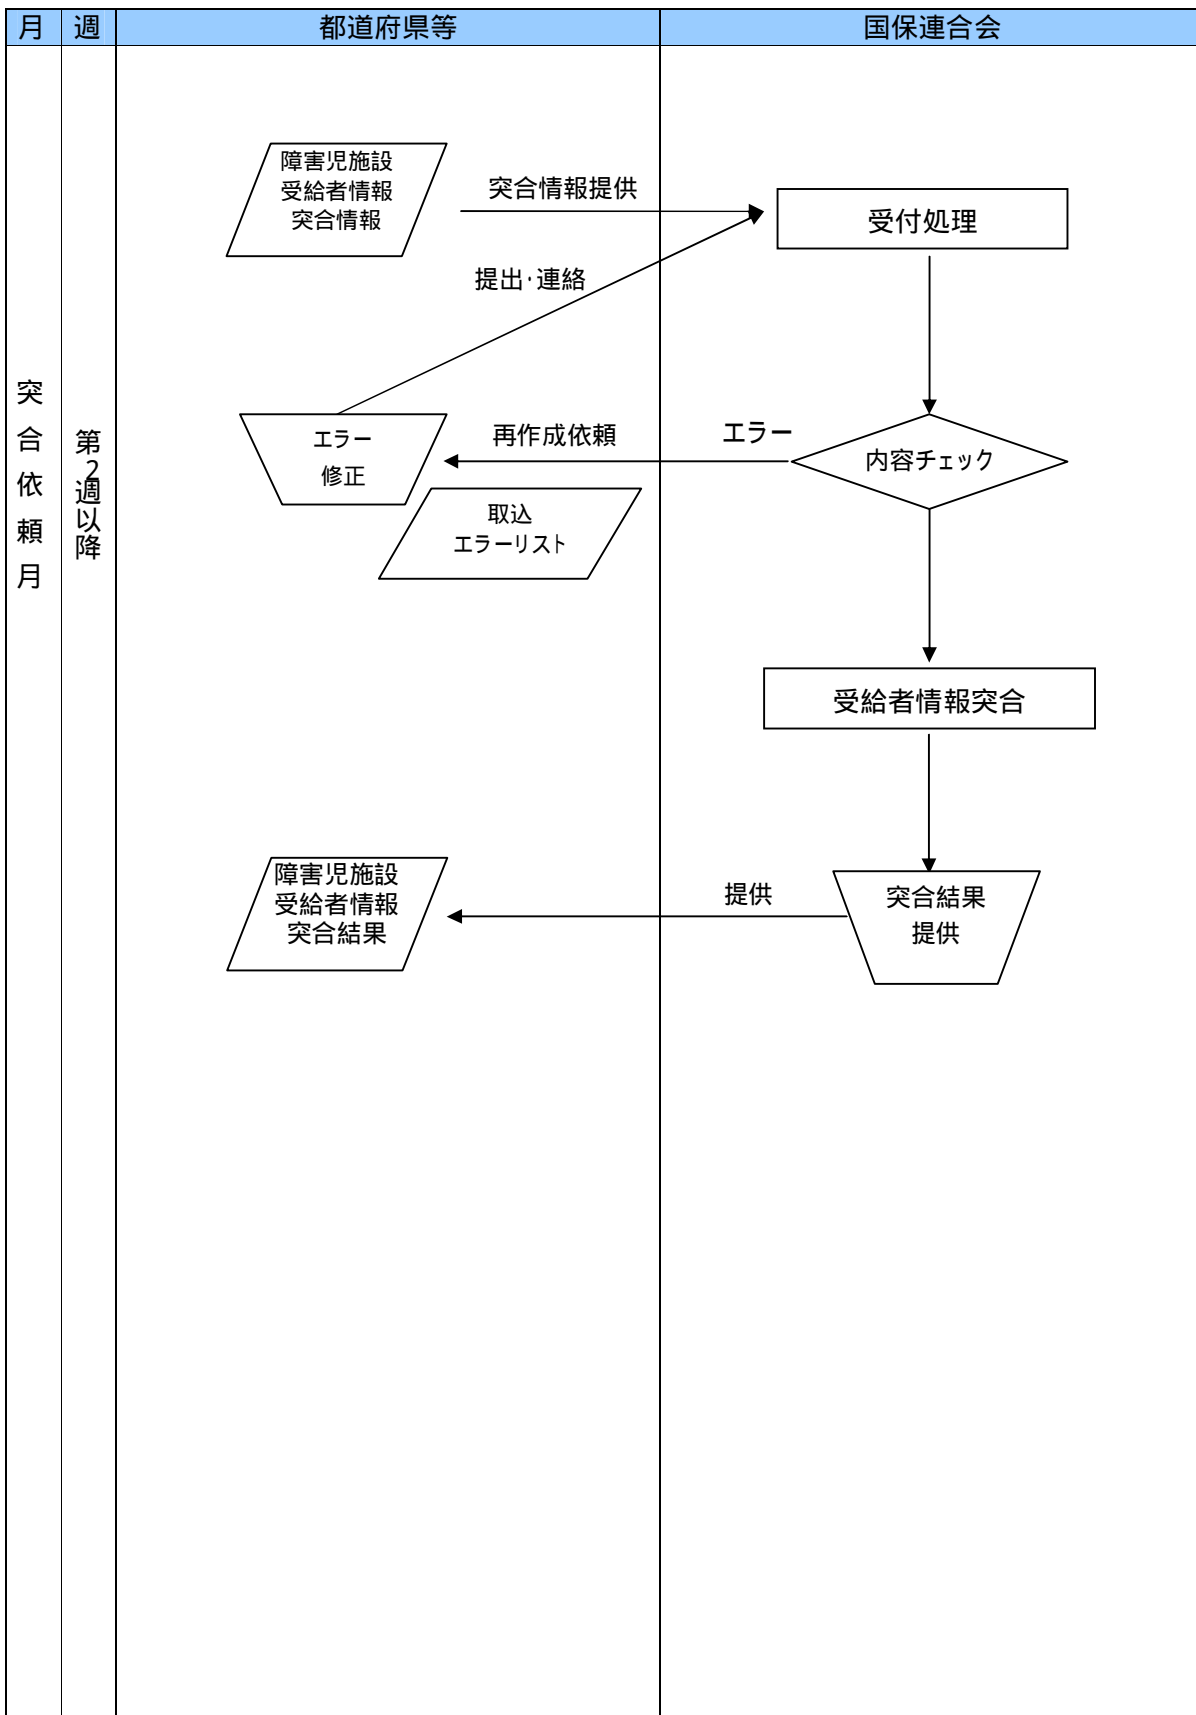 月 週 都道府県等 国保連合会
障害児施設
受給者情報
突合情報
突合情報提供
受付処理
提出・連絡
突合依頼月
第2週以降
エラー
修正
再作成依頼
エラー
内容チェック
取込
エラーリスト
受給者情報突合
障害児施設
受給者情報
突合結果
提供
突合結果
提供